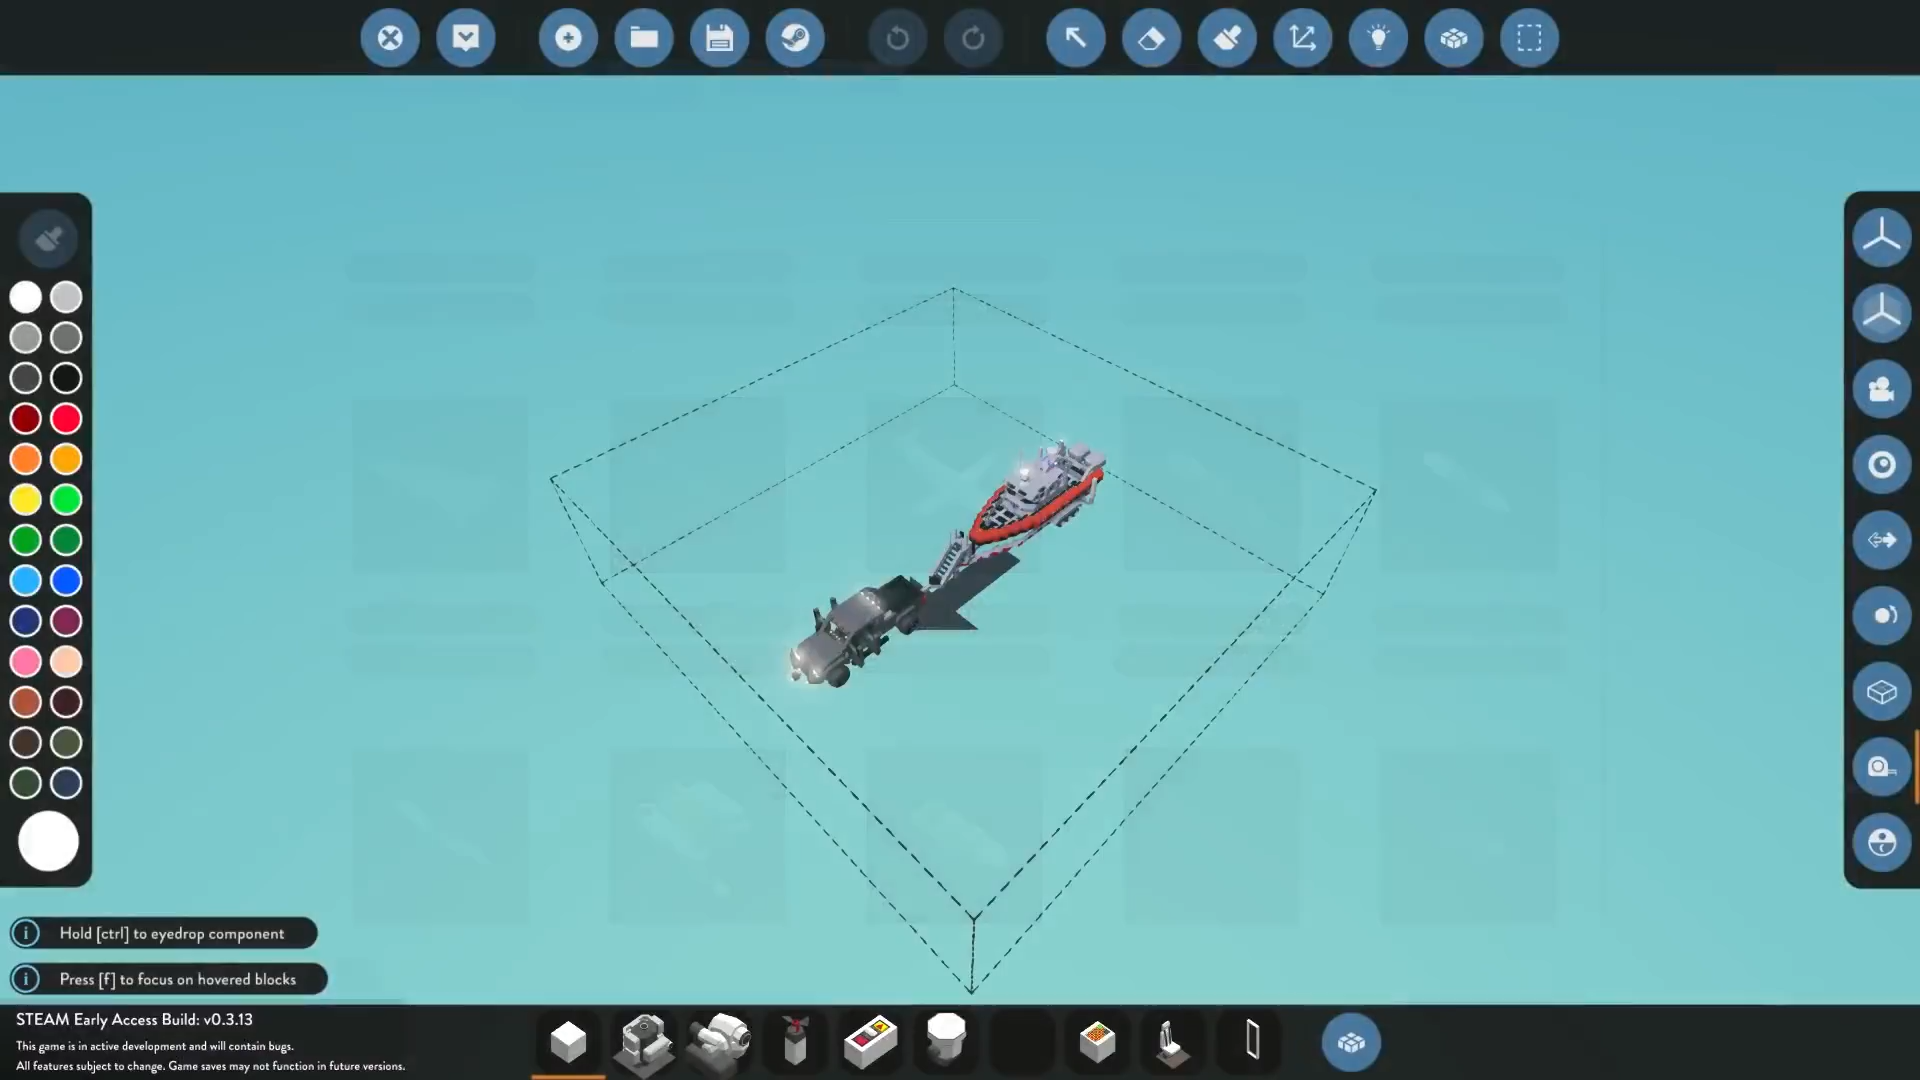 Hold [ctrl] to eyedrop component
Press [f] to focus on hovered blocks
STEAM Early Access Build: v0.3.13
This game is in active development and will contain bugs.
All features subject to change. Game saves may not function in future versions.